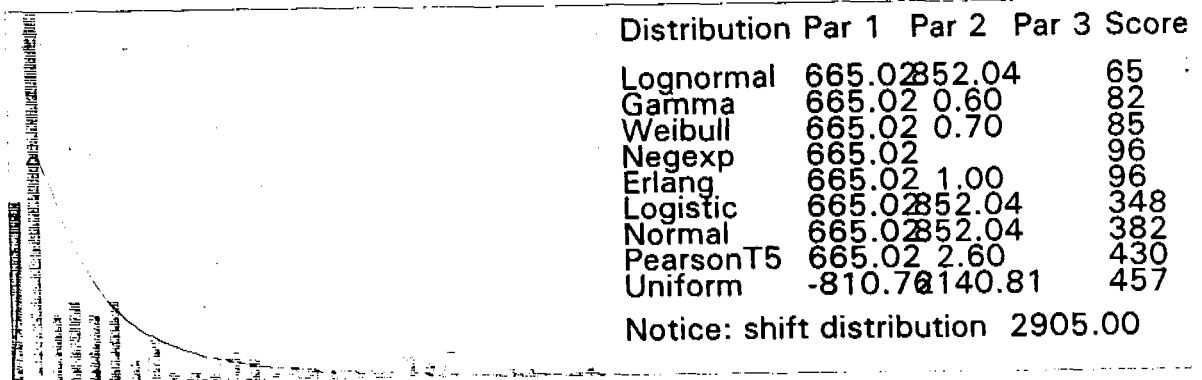 Distribution Par 1 Par 2 Par 3 Score
Lognormal 665.02 852.04 65
Gamma 665.02 0.60 82
Weibull 665.02 0.70 85
Negexp 665.02 96
Erlang 665.02 1.00 96
Logistic 665.02 852.04 348
Normal 665.02 852.04 382
PearsonT5 665.02 2.60 430
Uniform -810.76 2140.81 457
Notice: shift distribution 2905.00